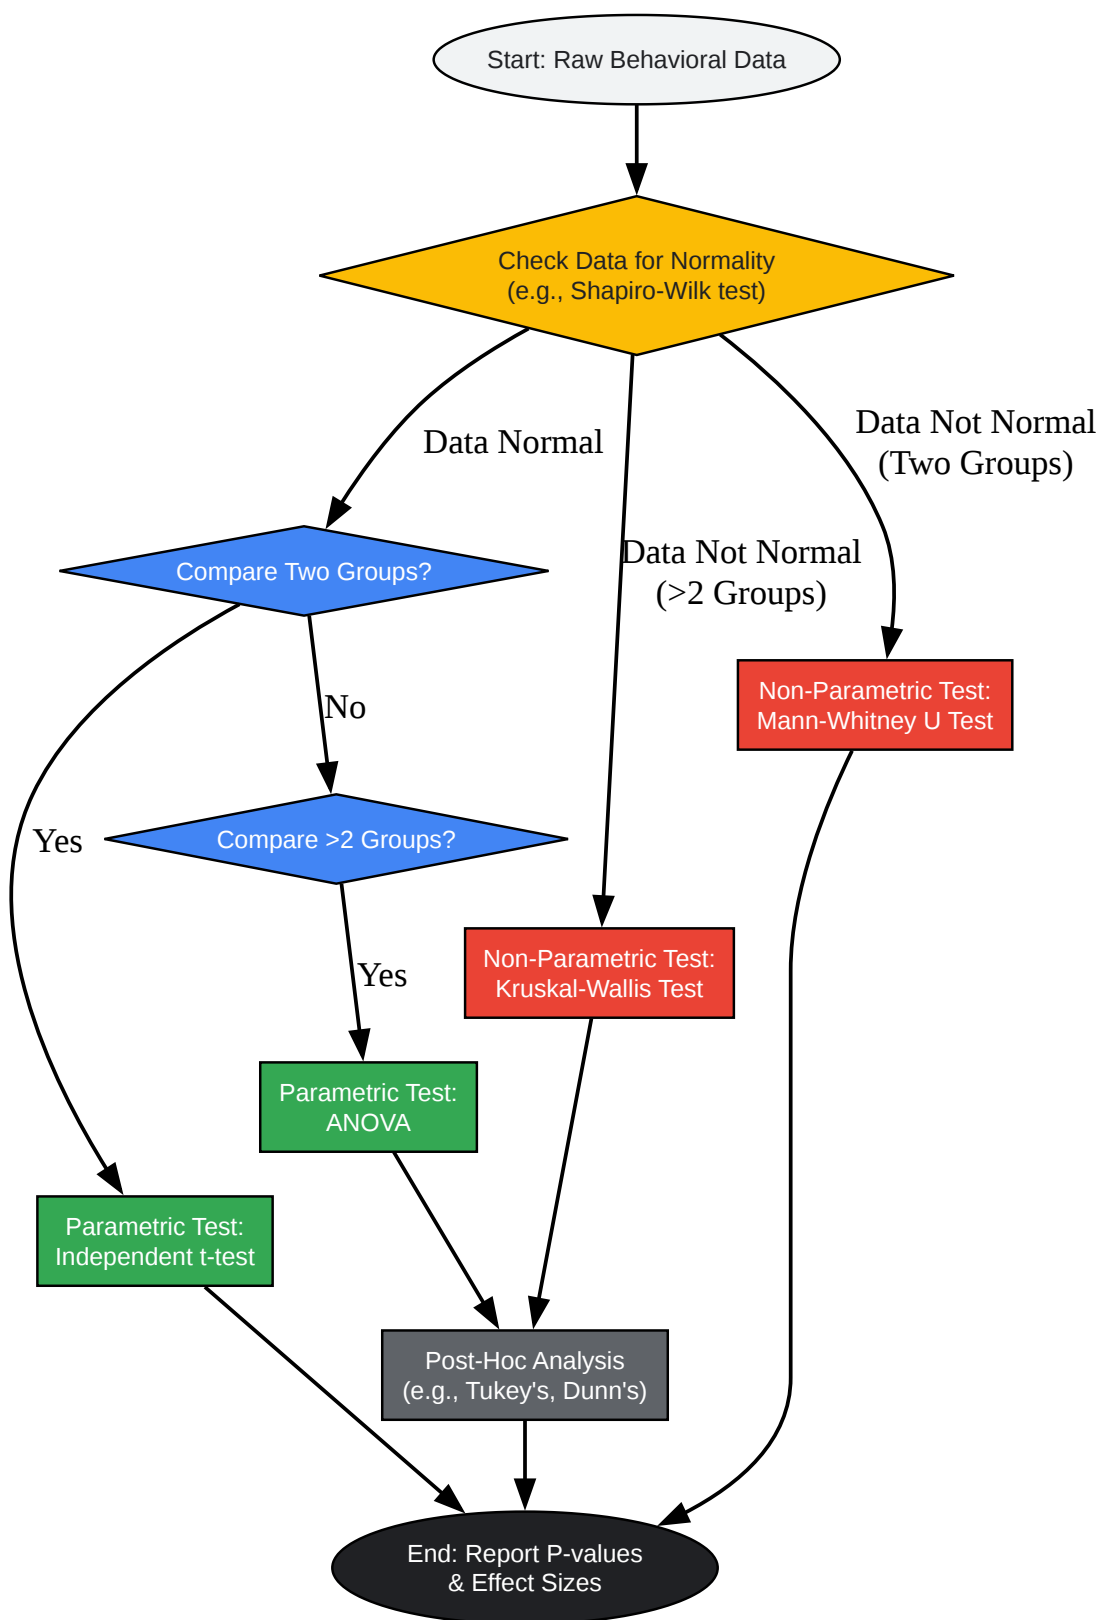 Start: Raw Behavioral Data
Check Data for Normality
(e.g., Shapiro-Wilk test)
Data Normal
Data Not Normal
(Two Groups)
Data Not Normal
(>2 Groups)
Compare Two Groups?
Non-Parametric Test:
Mann-Whitney U Test
No
Yes
Compare >2 Groups?
Non-Parametric Test:
Kruskal-Wallis Test
Yes
Parametric Test:
ANOVA
Parametric Test:
Independent t-test
Post-Hoc Analysis
(e.g., Tukey's, Dunn's)
End: Report P-values
& Effect Sizes